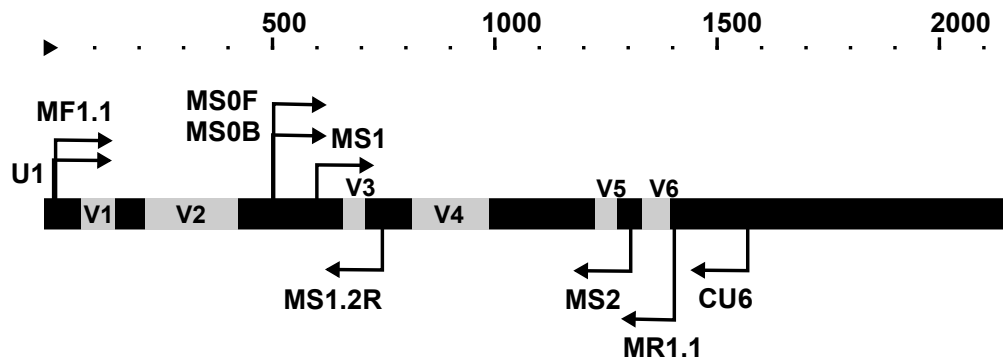 500 1000 1500 2000
MS0F
MF1.1
MS0B
MS1
U1
V3 V5 V6
V1 V2 V4
MS1.2R MS2 CU6
MR1.1